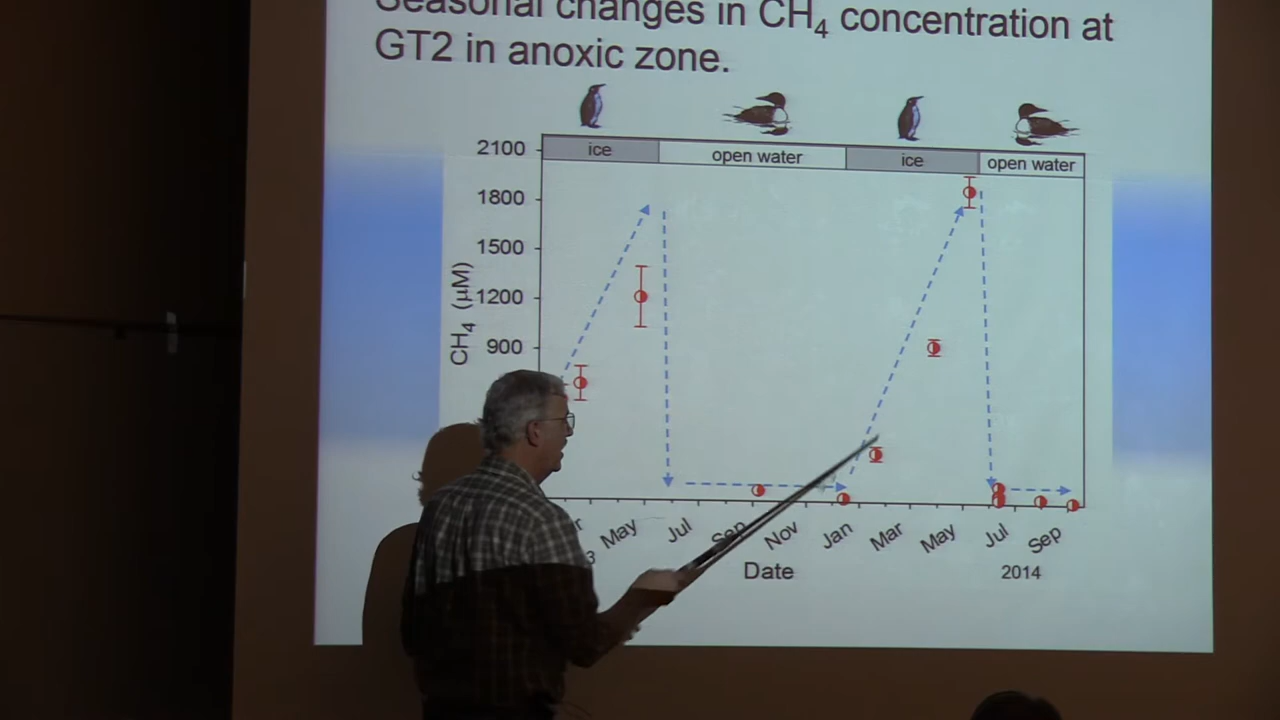 Seasonal changes in CH₄ concentration at
GT2 in anoxic zone.
ice open water ice open water
2100
1800
1500
1200
900
CH₄ (µM)
May Jul Sep Nov Jan Mar May Jul Sep
Date 2014